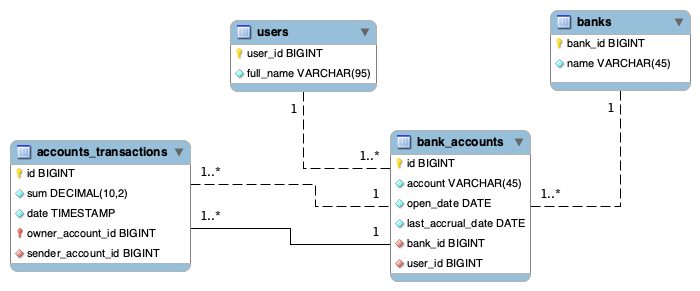 users
user_id BIGINT
full_name VARCHAR(95)
banks
bank_id BIGINT
name VARCHAR(45)
1
1
accounts_transactions
id BIGINT
sum DECIMAL(10,2)
date TIMESTAMP
owner_account_id BIGINT
sender_account_id BIGINT
1..*
1..*
1..*
1
1
bank_accounts
id BIGINT
account VARCHAR(45)
open_date DATE
last_accrual_date DATE
bank_id BIGINT
user_id BIGINT
1..*